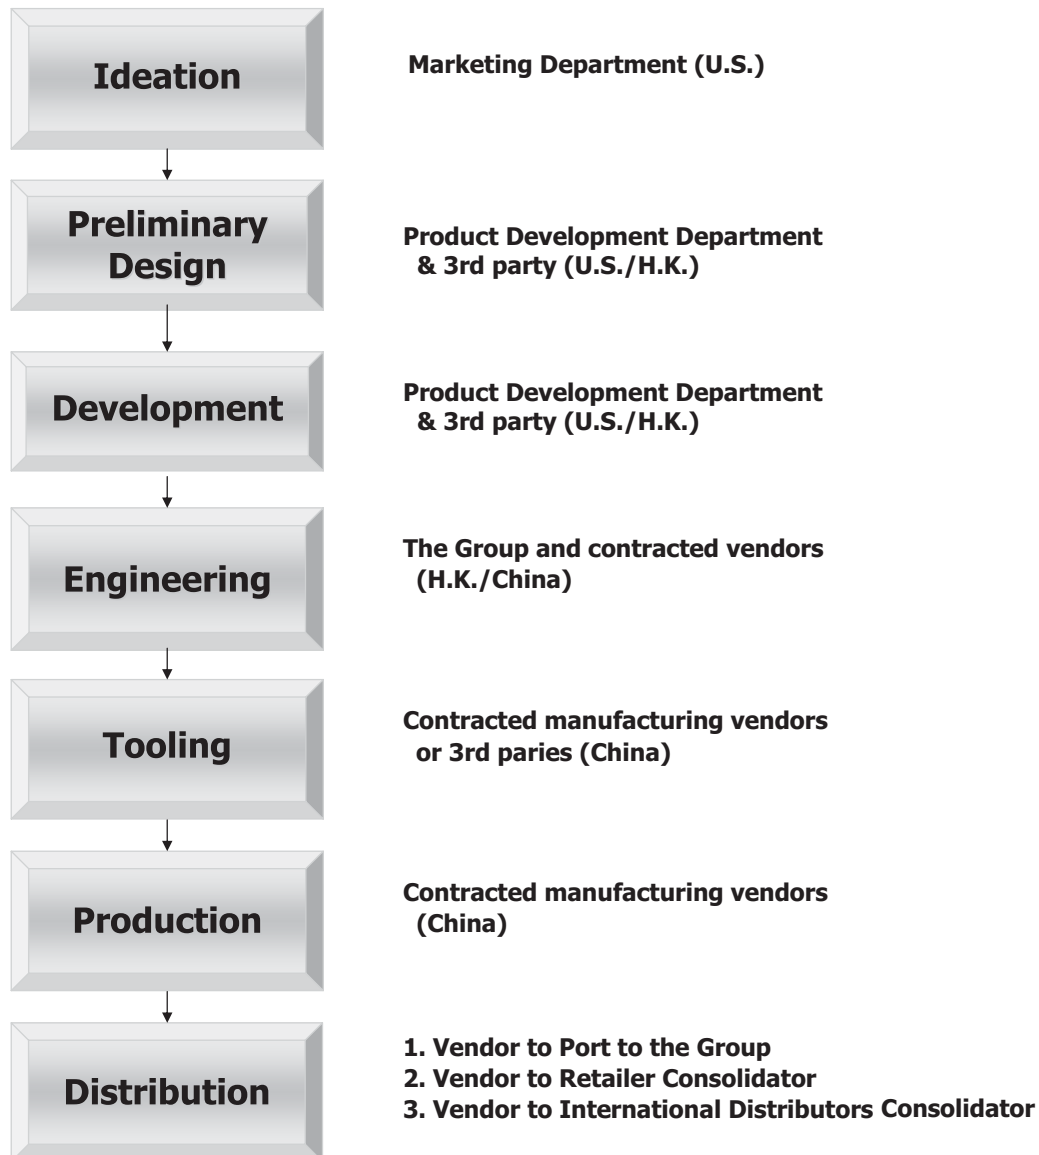 Ideation
Marketing Department (U.S.)
Preliminary
Design
Product Development Department
& 3rd party (U.S./H.K.)
Development
Product Development Department
& 3rd party (U.S./H.K.)
Engineering
The Group and contracted vendors
(H.K./China)
Tooling
Contracted manufacturing vendors
or 3rd paries (China)
Production
Contracted manufacturing vendors
(China)
Distribution
1. Vendor to Port to the Group
2. Vendor to Retailer Consolidator
3. Vendor to International Distributors Consolidator